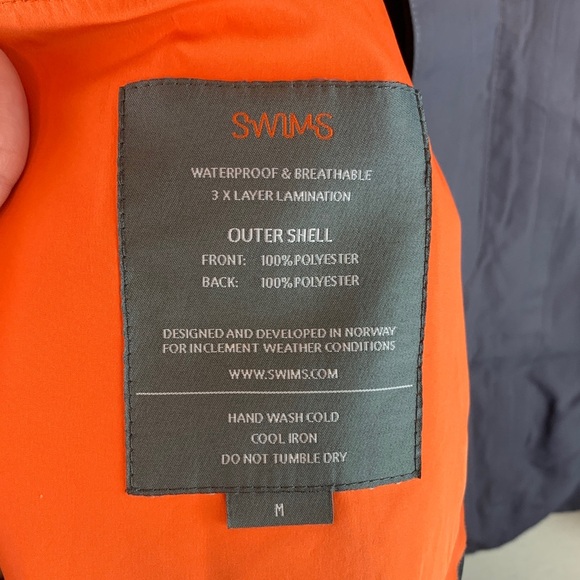 SWIMS
WATERPROOF & BREATHABLE
3 X LAYER LAMINATION
OUTER SHELL
FRONT: 100% POLYESTER
BACK: 100% POLYESTER
DESIGNED AND DEVELOPED IN NORWAY
FOR INCLEMENT WEATHER CONDITIONS
WWW.SWIMS.COM
HAND WASH COLD
COOL IRON
DO NOT TUMBLE DRY
M